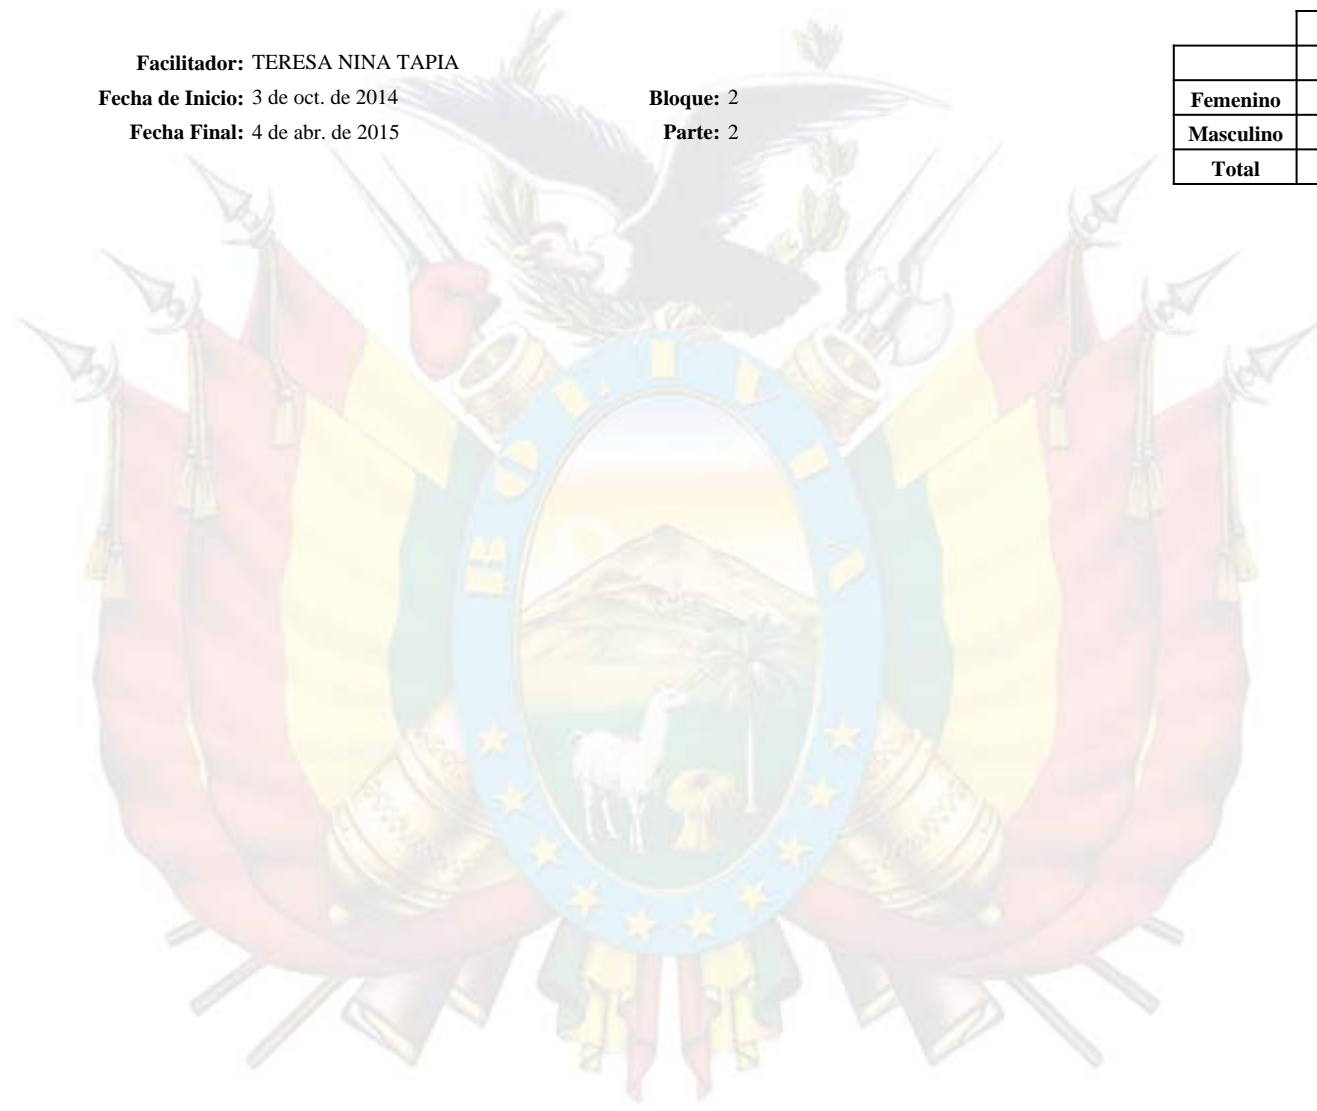 Facilitador: TERESA NINA TAPIA
Fecha de Inicio: 3 de oct. de 2014 Bloque: 2
Fecha Final: 4 de abr. de 2015 Parte: 2
Femenino
Masculino
Total
BOLIVIA